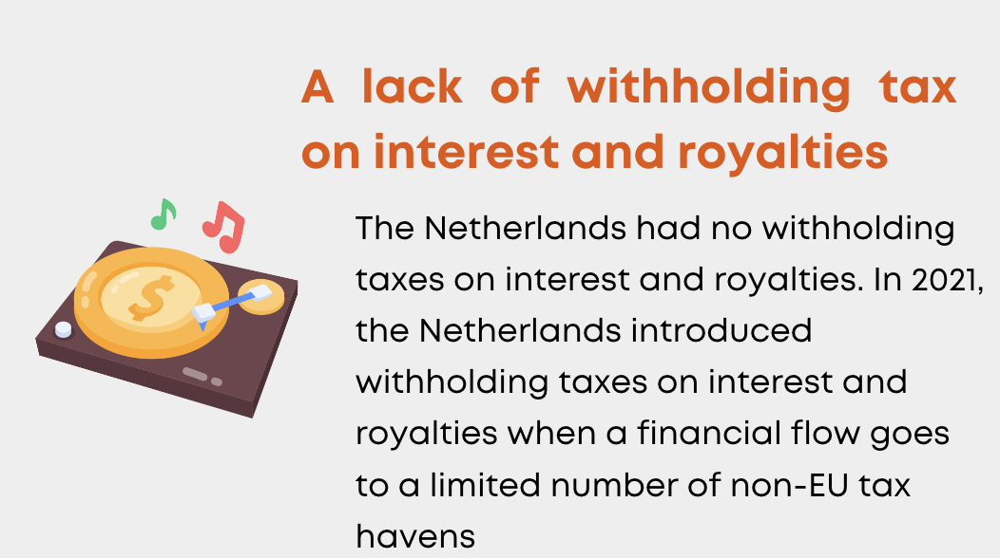 A lack of withholding tax
on interest and royalties
The Netherlands had no withholding
taxes on interest and royalties. In 2021,
the Netherlands introduced
withholding taxes on interest and
royalties when a financial flow goes
to a limited number of non-EU tax
havens
$